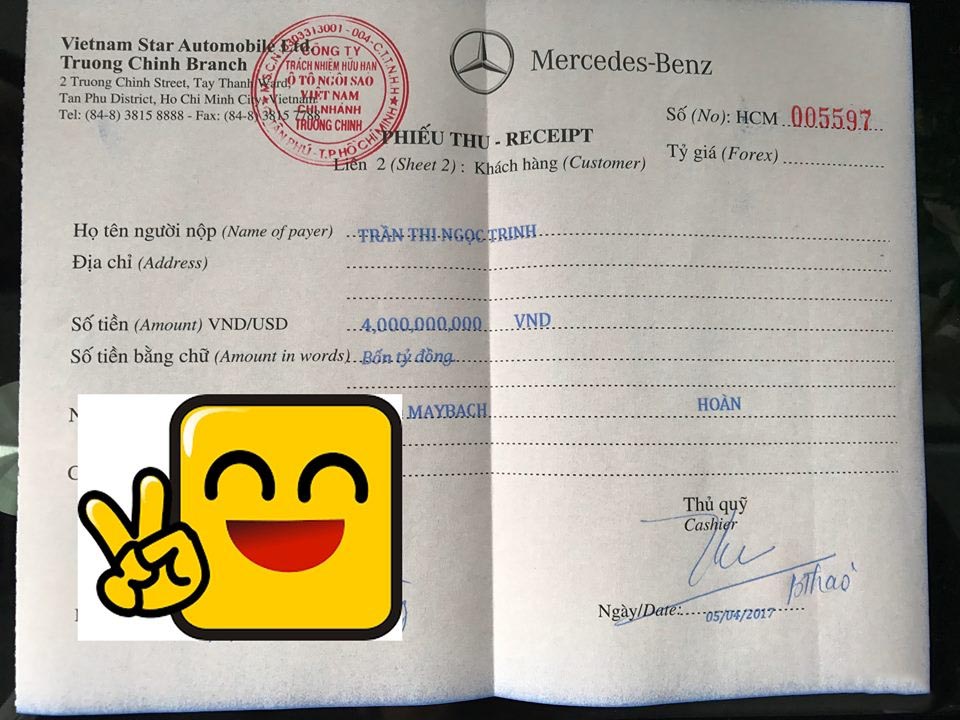 Vietnam Star Automobile Ltd.
Truong Chinh Branch
2 Truong Chinh Street, Tay Thanh Ward,
Tan Phu District, Ho Chi Minh City, Vietnam
Tel: (84-8) 3815 8888 - Fax: (84-8) 3815 7788
CÔNG TY
TRÁCH NHIỆM HỮU HẠN
Ô TÔ NGÔI SAO
VIỆT NAM
CHI NHÁNH
TRƯỜNG CHINH
Mercedes-Benz
Số (No): HCM 005597
Tỷ giá (Forex)
PHIẾU THU - RECEIPT
Liên 2 (Sheet 2) : Khách hàng (Customer)
Họ tên người nộp (Name of payer) TRẦN THI NGỌC TRINH
Địa chỉ (Address)
Số tiền (Amount) VND/USD 4,000,000,000 VND
Số tiền bằng chữ (Amount in words) Bốn tỷ đồng
MAYBACH HOÀN
Thủ quỹ
Cashier
Thảo
Ngày/Date: 05/04/2017